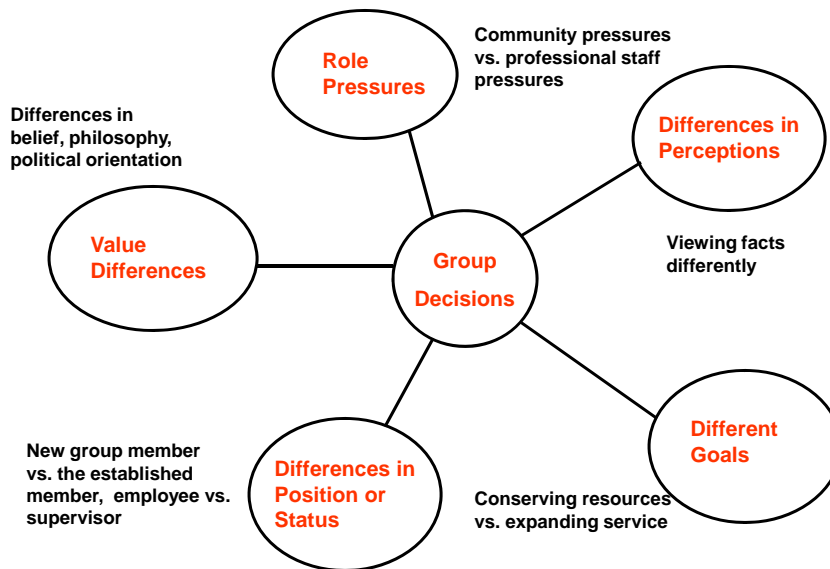 Role
Pressures
Community pressures
vs. professional staff
pressures
Differences in
belief, philosophy,
political orientation
Differences in
Perceptions
Value
Differences
Group
Decisions
Viewing facts
differently
New group member
vs. the established
member, employee vs.
supervisor
Differences in
Position or
Status
Different
Goals
Conserving resources
vs. expanding service